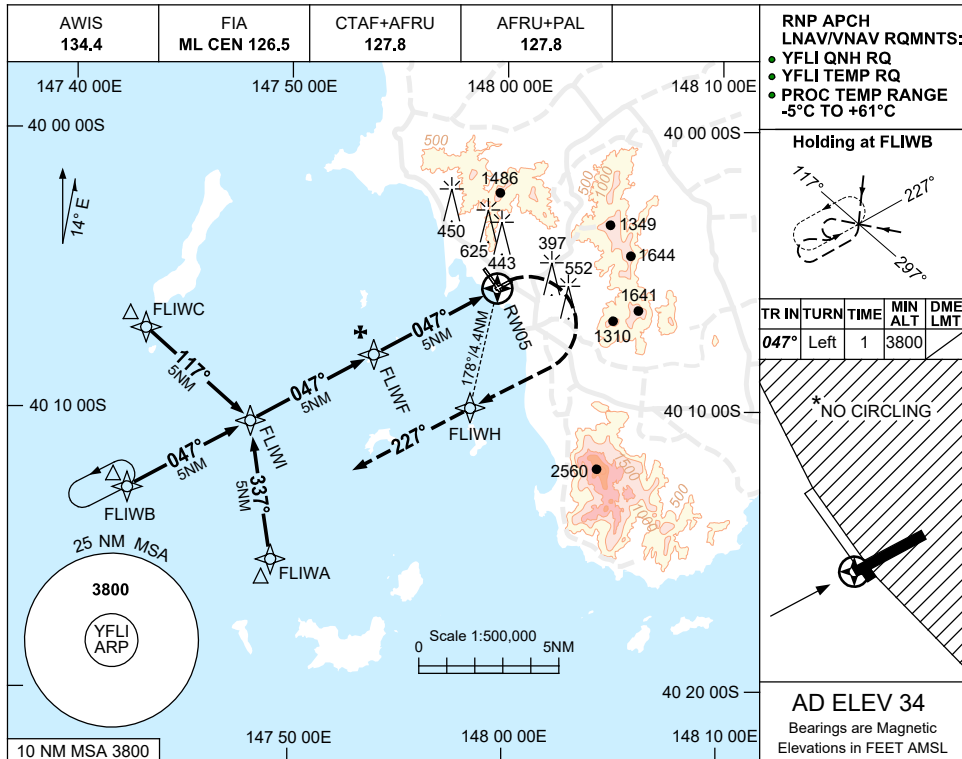 AWIS
134.4
FIA
ML CEN 126.5
CTAF+AFRU
127.8
AFRU+PAL
127.8
RNP APCH
LNAV/VNAV RQMNTS:
YFLI QNH RQ
YFLI TEMP RQ
PROC TEMP RANGE
-5°C TO +61°C
147 40 00E
147 50 00E
148 00 00E
148 10 00E
40 00 00S
40 00 00S
14° E
500
1486
450
625
443
500
1000
1349
397
552
1644
1641
1310
FLIWC
117°
5NM
047°
5NM
RW05
178°/4.4NM
FLIWF
047°
5NM
40 10 00S
40 10 00S
FLIWI
FLIWH
227°
047°
5NM
337°
5NM
FLIWB
FLIWA
2560
500
500
1000
25 NM MSA
3800
YFLI
ARP
Scale 1:500,000
0
5NM
40 20 00S
10 NM MSA 3800
147 50 00E
148 00 00E
148 10 00E
Holding at FLIWB
117°
227°
297°
TR IN
TURN
TIME
MIN
ALT
DME
LMT
047°
Left
1
3800
*NO CIRCLING
AD ELEV 34
Bearings are Magnetic
Elevations in FEET AMSL